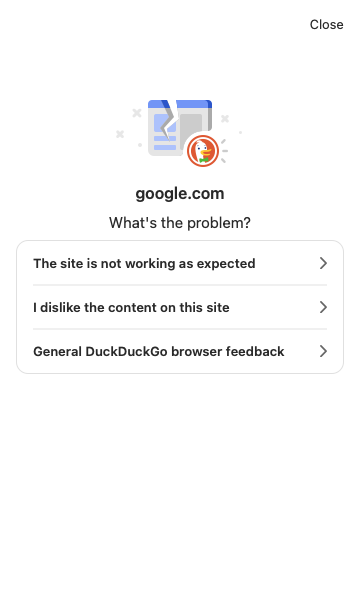 Close
google.com
What's the problem?
The site is not working as expected
I dislike the content on this site
General DuckDuckGo browser feedback